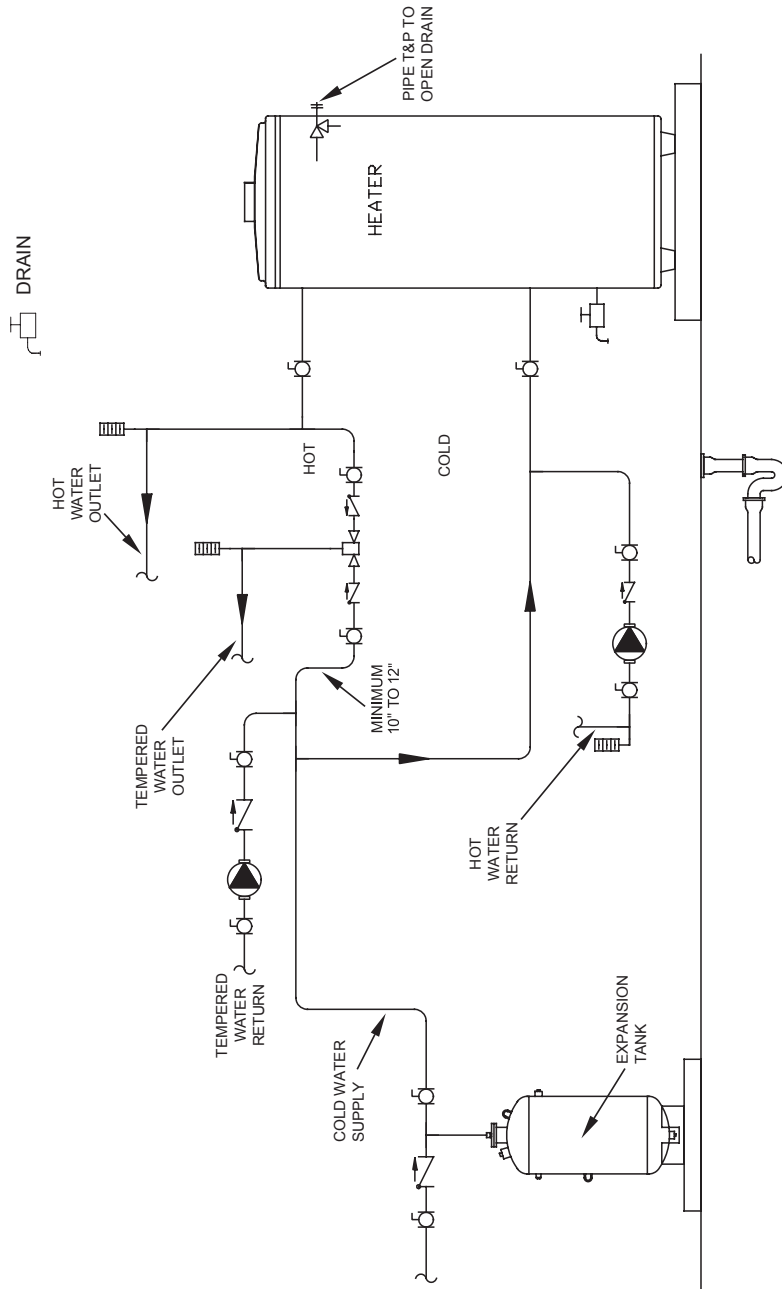 DRAIN
PIPE T&P TO
OPEN DRAIN
HEATER
HOT
WATER
OUTLET
HOT
COLD
TEMPERED
WATER
OUTLET
MINIMUM
10" TO 12"
HOT
WATER
RETURN
TEMPERED
WATER
RETURN
COLD WATER
SUPPLY
EXPANSION
TANK